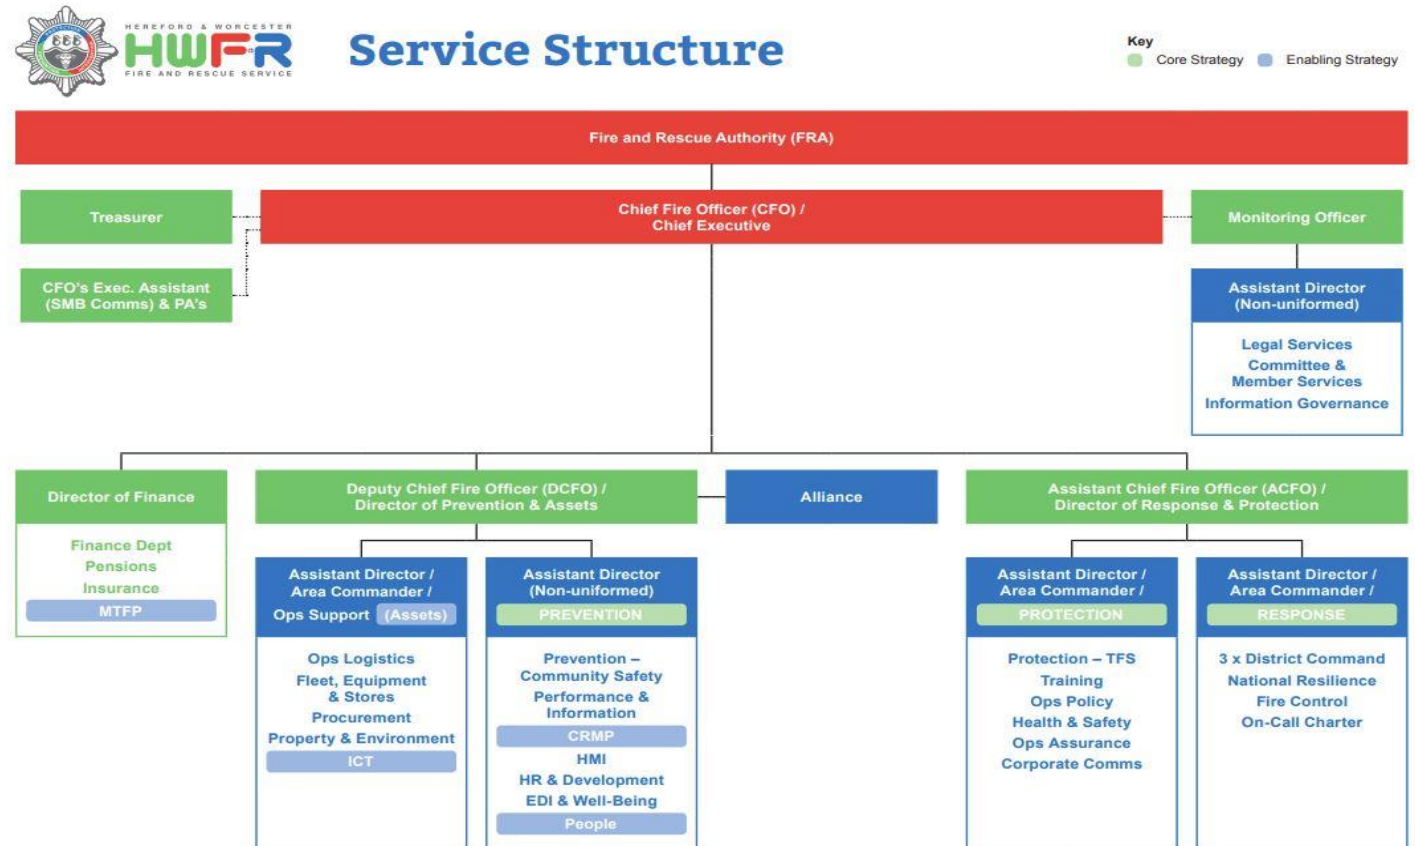 HEREFORD & WORCESTER
HWFR
FIRE AND RESCUE SERVICE
Service Structure
Key
Core Strategy
Enabling Strategy
Fire and Rescue Authority (FRA)
Treasurer
Chief Fire Officer (CFO) /
Chief Executive
Monitoring Officer
CFO's Exec. Assistant
(SMB Comms) & PA's
Assistant Director
(Non-uniformed)
Legal Services
Committee &
Member Services
Information Governance
Director of Finance
Finance Dept
Pensions
Insurance
MTFP
Deputy Chief Fire Officer (DCFO) /
Director of Prevention & Assets
Alliance
Assistant Chief Fire Officer (ACFO) /
Director of Response & Protection
Assistant Director /
Area Commander /
Ops Support (Assets)
Ops Logistics
Fleet, Equipment
& Stores
Procurement
Property & Environment
ICT
Assistant Director
(Non-uniformed)
PREVENTION
Prevention –
Community Safety
Performance &
Information
CRMP
HMI
HR & Development
EDI & Well-Being
People
Assistant Director /
Area Commander /
PROTECTION
Protection – TFS
Training
Ops Policy
Health & Safety
Ops Assurance
Corporate Comms
Assistant Director /
Area Commander /
RESPONSE
3 x District Command
National Resilience
Fire Control
On-Call Charter